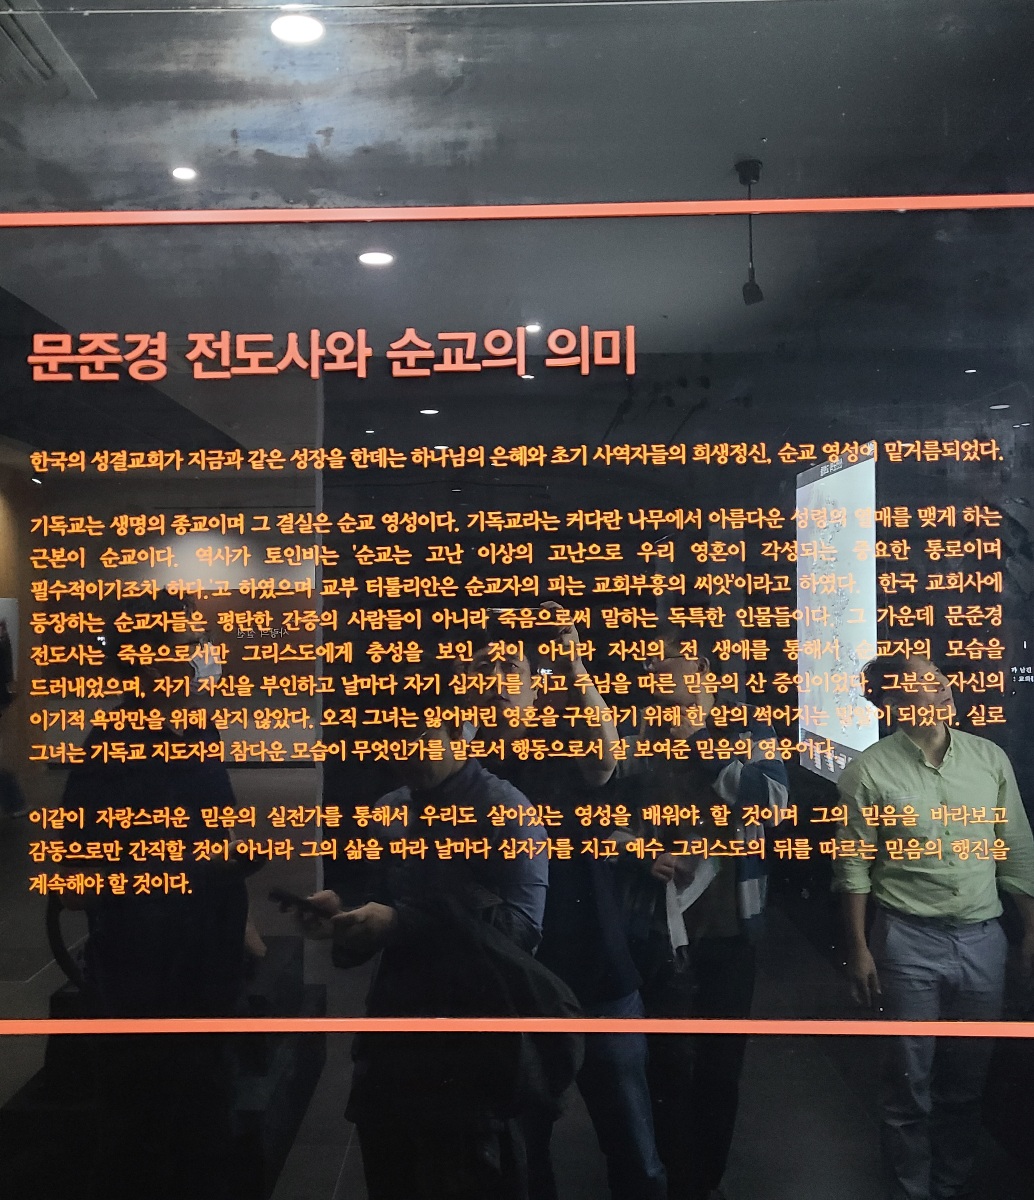 문준경 전도사와 순교의 의미
한국의 성결교회가 지금과 같은 성장을 한데는 하나님의 은혜와 초기 사역자들의 희생정신, 순교 영성이 밑거름되었다.
기독교는 생명의 종교이며 그 결실은 순교 영성이다. 기독교라는 커다란 나무에서 아름다운 성령의 열매를 맺게 하는
근본이 순교이다. 역사가 토인비는 '순교는 고난 이상의 고난으로 우리 영혼이 각성되는 중요한 통로이며
필수적이기조차 하다.'고 하였으며 교부 터툴리안은 순교자의 피는 교회부흥의 씨앗'이라고 하였다. 한국 교회사에
등장하는 순교자들은 평탄한 간증의 사람들이 아니라 죽음으로써 말하는 독특한 인물들이다. 그 가운데 문준경
전도사는 죽음으로서만 그리스도에게 충성을 보인 것이 아니라 자신의 전 생애를 통해서 순교자의 모습을
드러내었으며, 자기 자신을 부인하고 날마다 자기 십자가를 지고 주님을 따른 믿음의 산 증인이었다. 그분은 자신의
이기적 욕망만을 위해 살지 않았다. 오직 그녀는 잃어버린 영혼을 구원하기 위해 한 알의 썩어지는 밀알이 되었다. 실로
그녀는 기독교 지도자의 참다운 모습이 무엇인가를 말로서 행동으로서 잘 보여준 믿음의 영웅이다.
이같이 자랑스러운 믿음의 실전가를 통해서 우리도 살아있는 영성을 배워야 할 것이며 그의 믿음을 바라보고
감동으로만 간직할 것이 아니라 그의 삶을 따라 날마다 십자가를 지고 예수 그리스도의 뒤를 따르는 믿음의 행진을
계속해야 할 것이다.